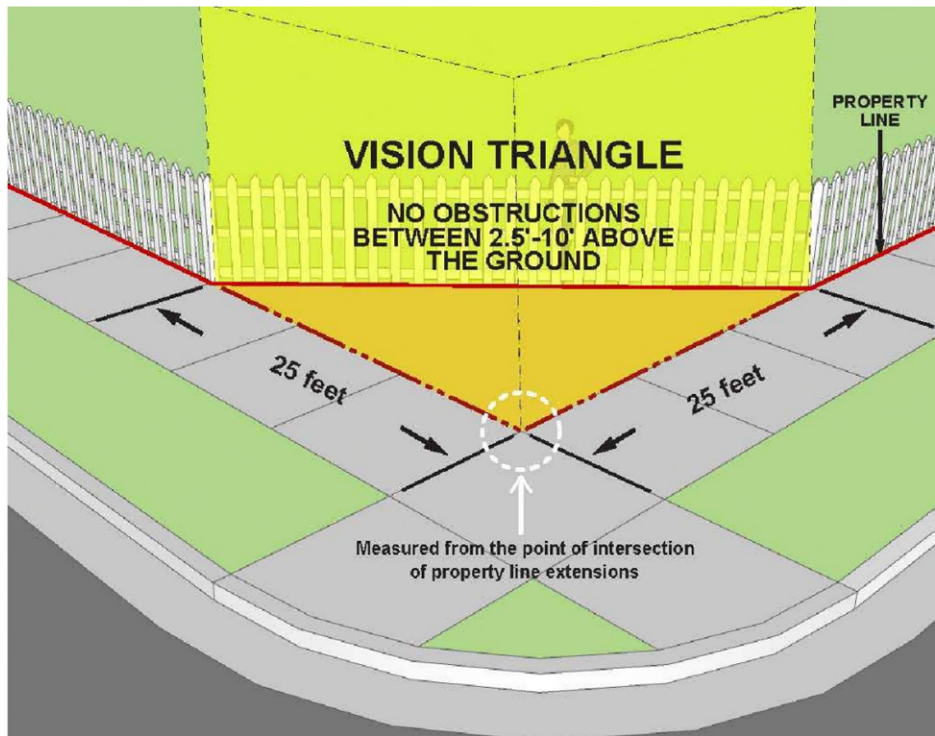 PROPERTY
LINE
VISION TRIANGLE
NO OBSTRUCTIONS
BETWEEN 2.5'-10' ABOVE
THE GROUND
25 feet
25 feet
Measured from the point of intersection
of property line extensions